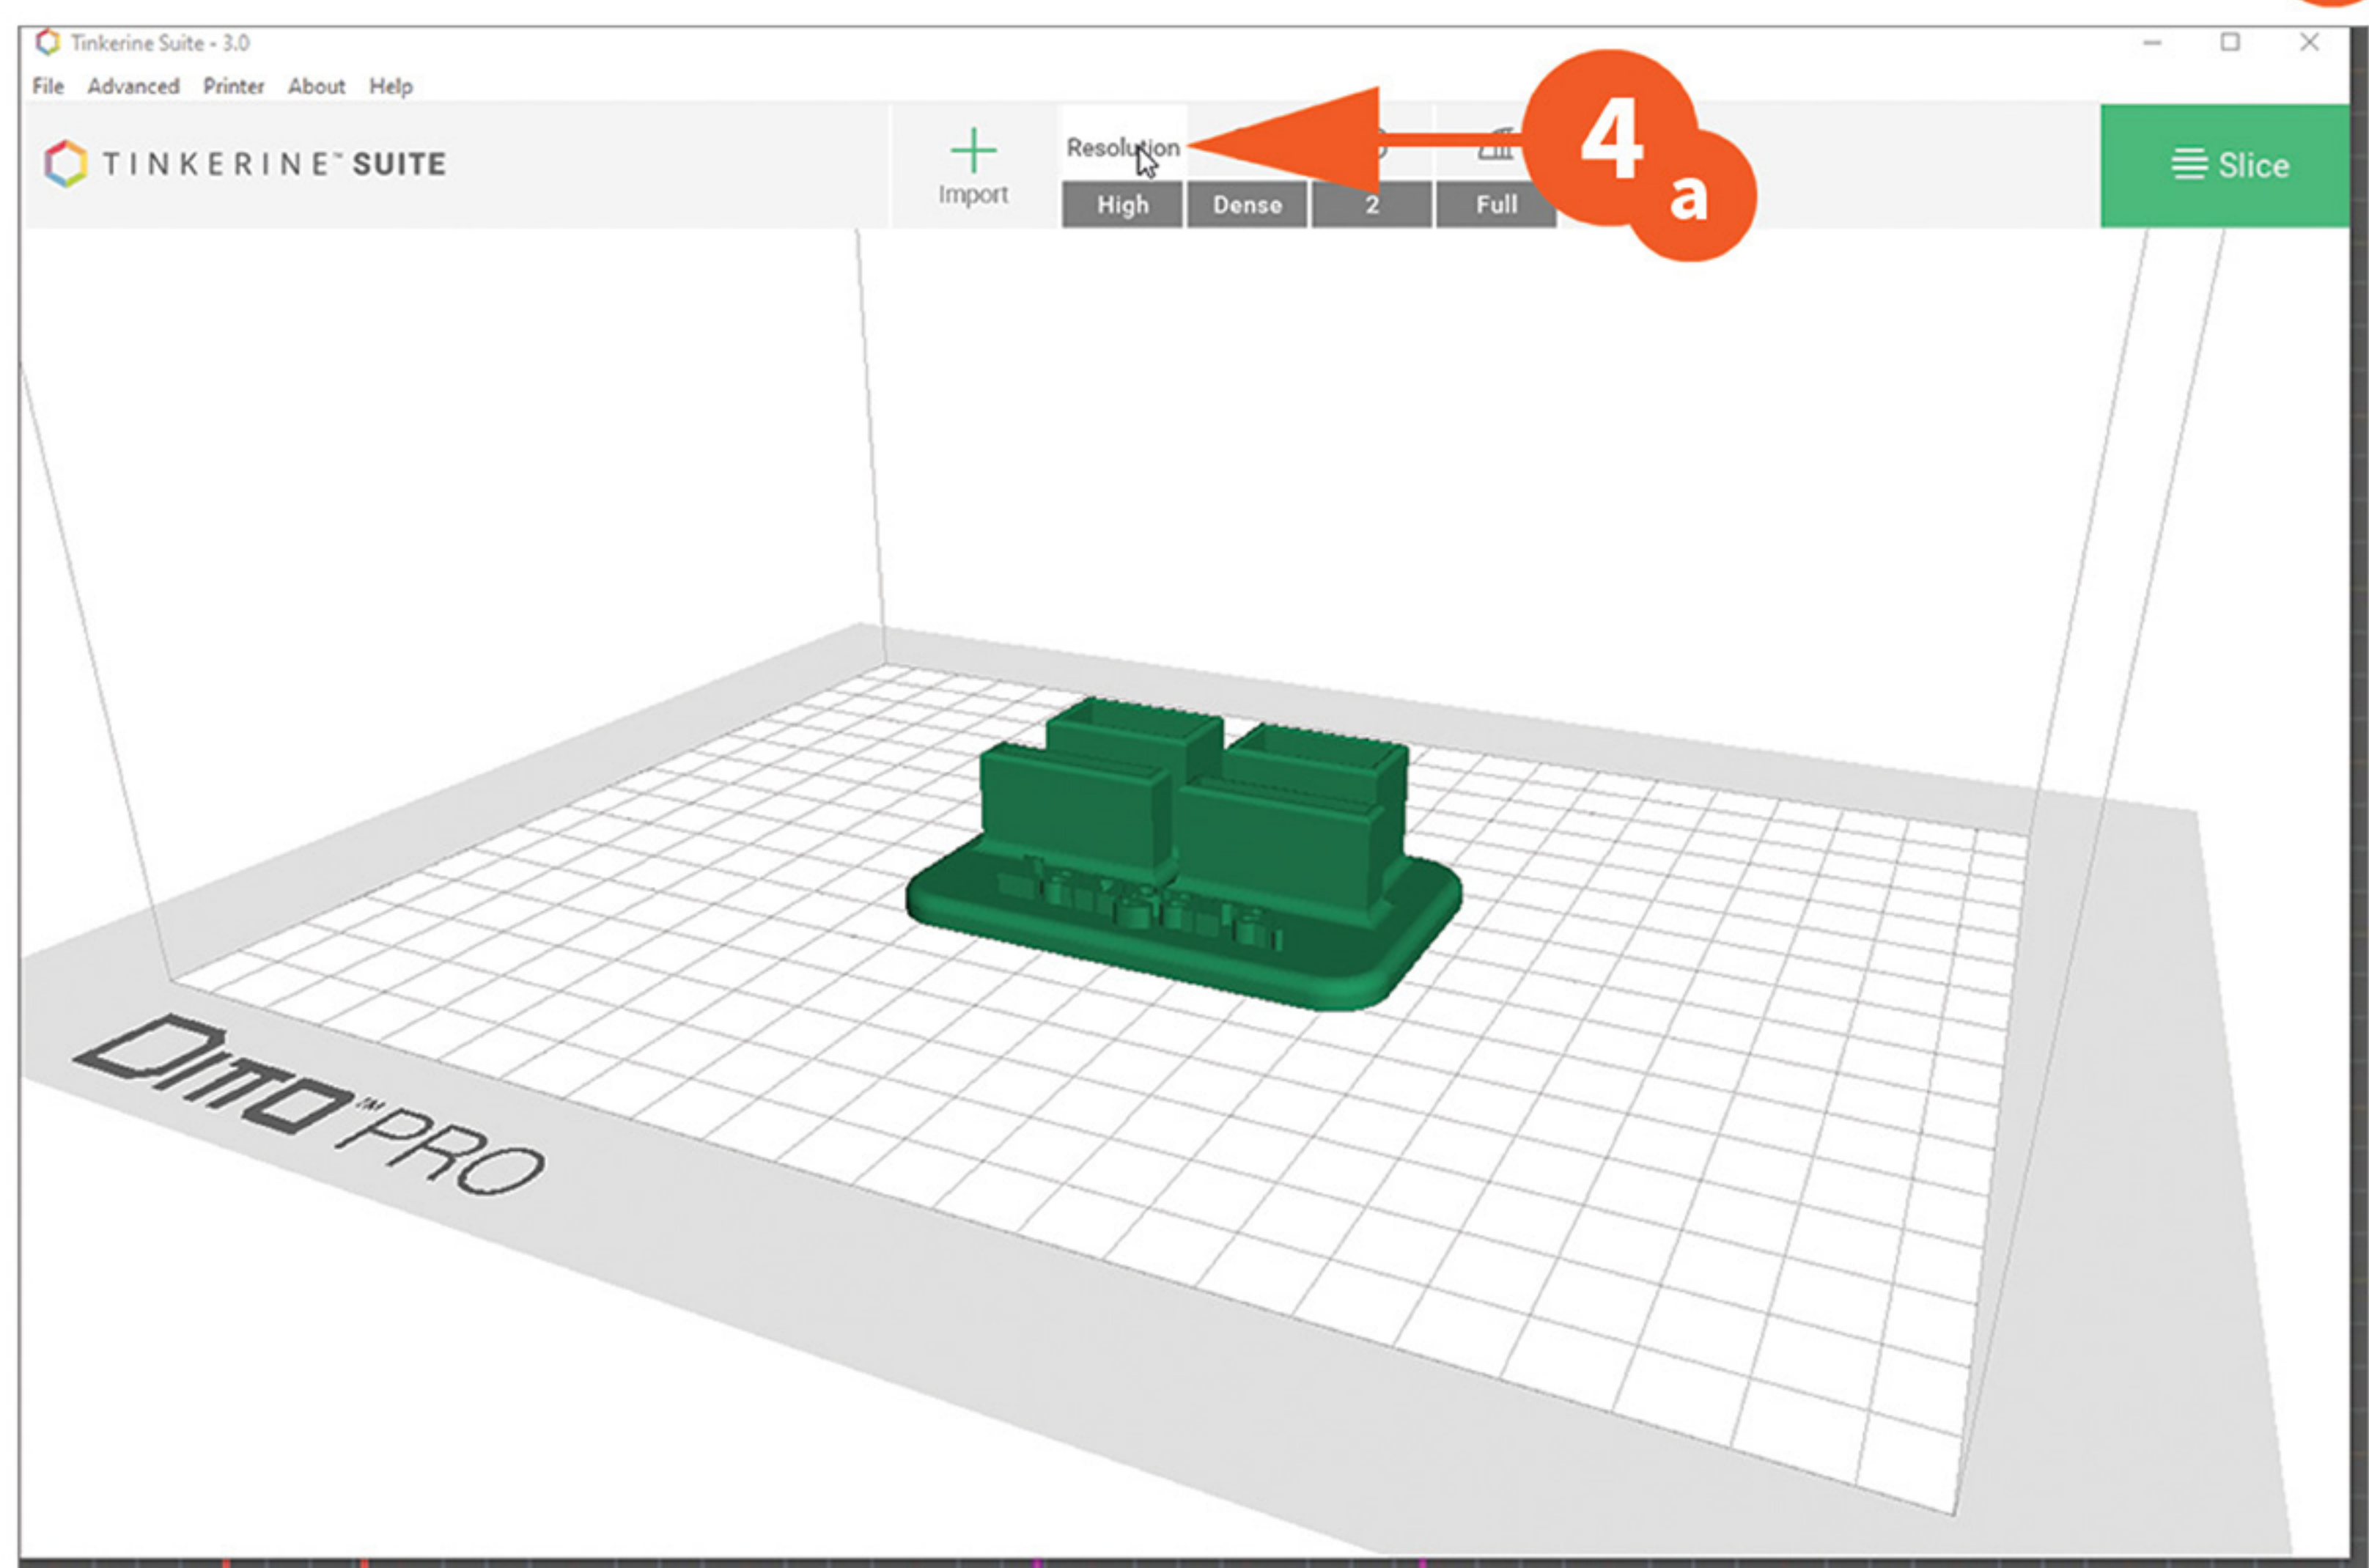 Tinkerine Suite - 3.0
File Advanced Printer About Help
TINKERINE™ SUITE
Import
Resolution
High
Dense
2
Full
4
a
Slice
DITTO™ PRO